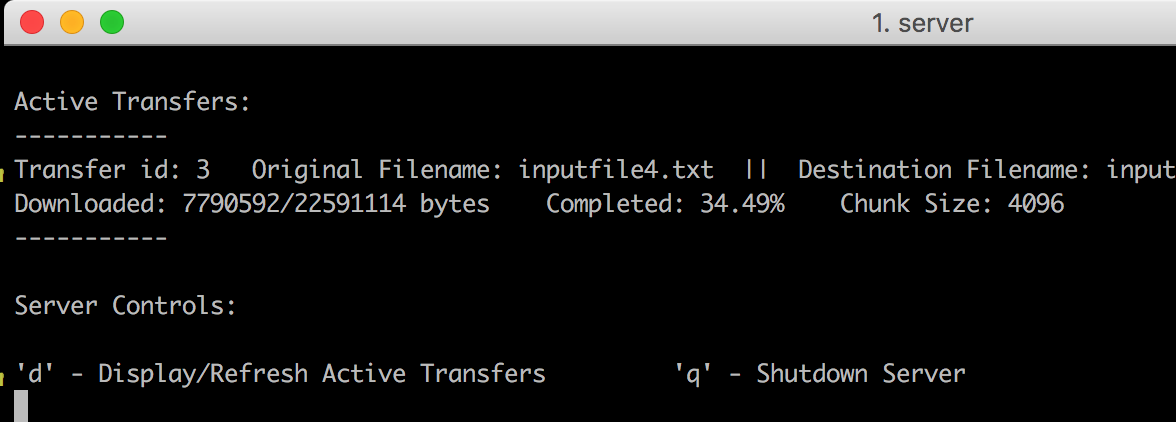 1. server
Active Transfers:
-----------
Transfer id: 3   Original Filename: inputfile4.txt  ||  Destination Filename: input
Downloaded: 7790592/22591114 bytes    Completed: 34.49%    Chunk Size: 4096
-----------
Server Controls:
'd' - Display/Refresh Active Transfers         'q' - Shutdown Server